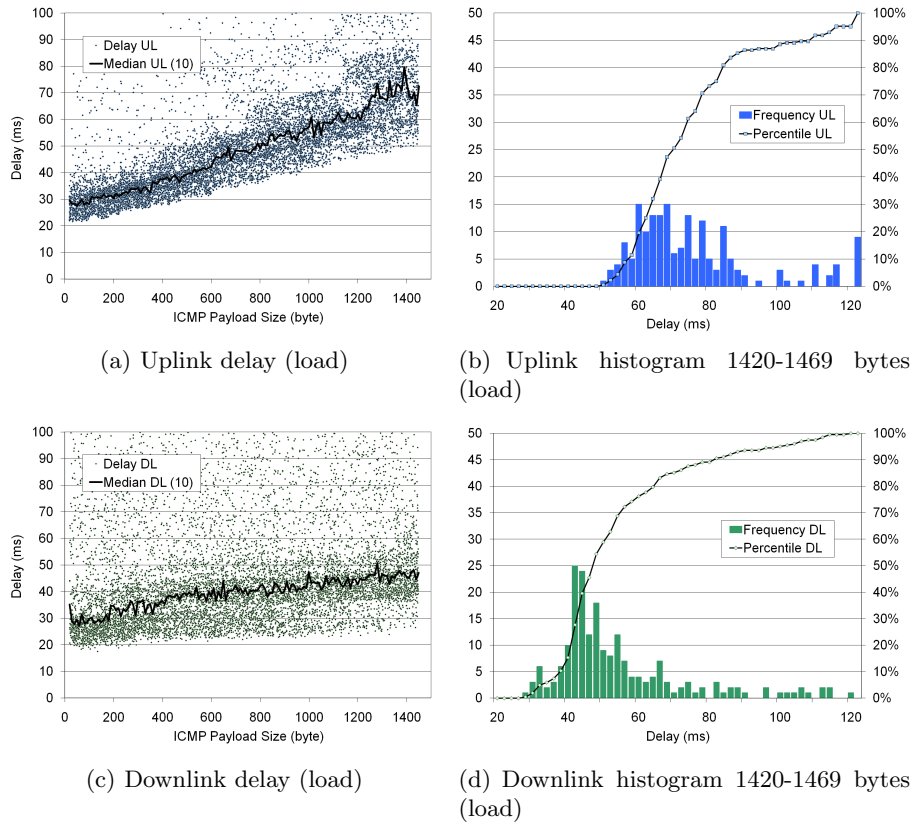 100
90
80
70
60
50
40
30
20
10
0
Delay (ms)
Delay UL
Median UL (10)
0 200 400 600 800 1000 1200 1400
ICMP Payload Size (byte)
(a) Uplink delay (load)
50
45
40
35
30
25
20
15
10
5
0
100%
90%
80%
70%
60%
50%
40%
30%
20%
10%
0%
Frequency UL
Percentile UL
20 40 60 80 100 120
Delay (ms)
(b) Uplink histogram 1420-1469 bytes
(load)
100
90
80
70
60
50
40
30
20
10
0
Delay (ms)
Delay DL
Median DL (10)
0 200 400 600 800 1000 1200 1400
ICMP Payload Size (byte)
(c) Downlink delay (load)
50
45
40
35
30
25
20
15
10
5
0
100%
90%
80%
70%
60%
50%
40%
30%
20%
10%
0%
Frequency DL
Percentile DL
20 40 60 80 100 120
Delay (ms)
(d) Downlink histogram 1420-1469 bytes
(load)